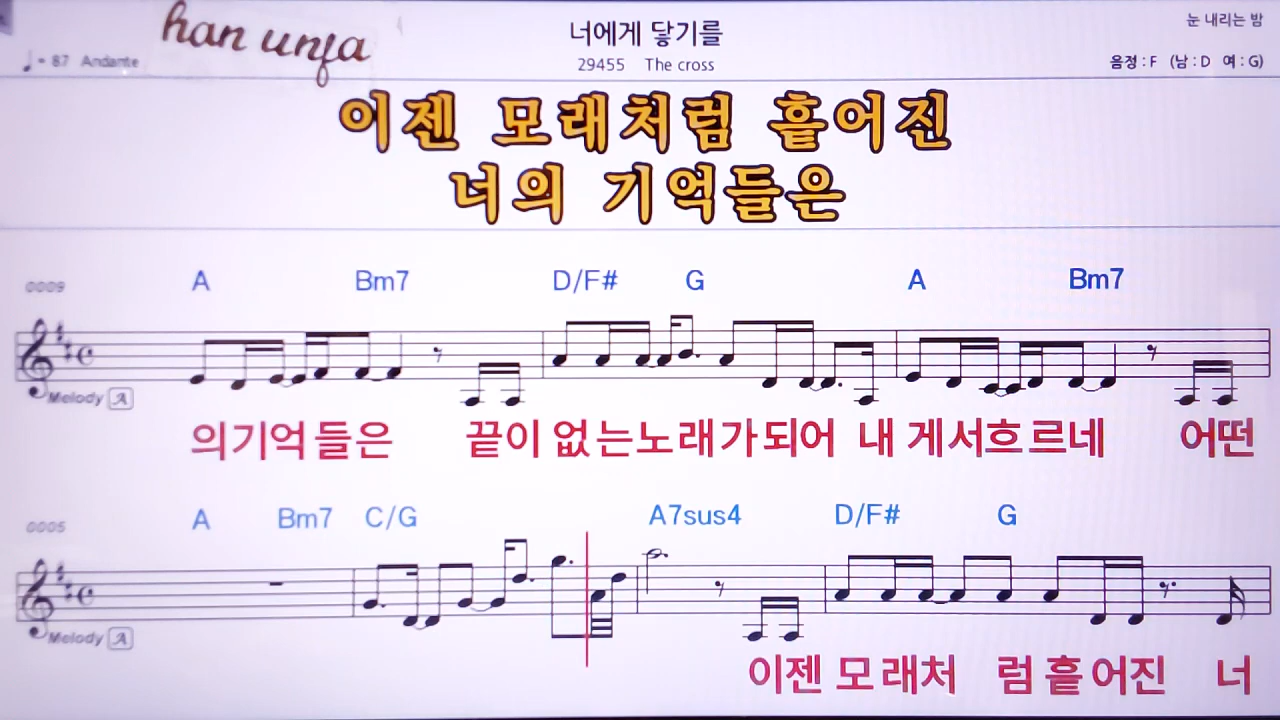 han unja
너에게 닿기를
눈 내리는 밤
♩= 87 Andante
29455 The cross
음정 : F (남 : D 여 : G)
이젠 모래처럼 흩어진
너의 기억들은
0009
A Bm7 D/F# G A Bm7
Melody A
의기억들은 끝이 없는노래가되어 내 게서흐르네 어떤
0005
A Bm7 C/G A7sus4 D/F# G
Melody A
이젠 모래처 럼 흩어진 너